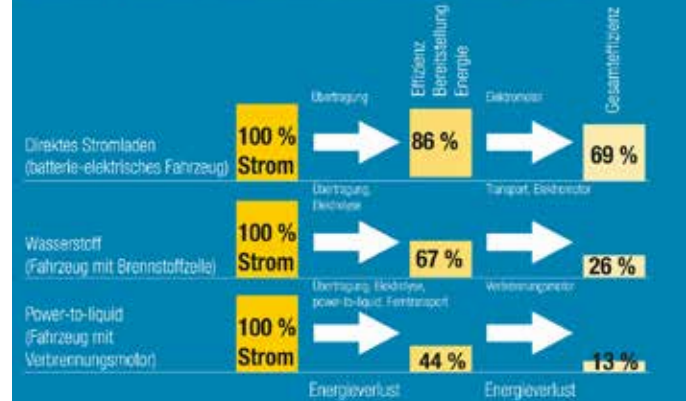 Effizienz
Bereitstellung
Energie
Gesamteffizienz
Direktes Stromladen
(batterie-elektrisches Fahrzeug)
100 %
Strom
Übertragung
86 %
Elektromotor
69 %
Wasserstoff
(Fahrzeug mit Brennstoffzelle)
100 %
Strom
Übertragung,
Elektrolyse
67 %
Transport, Elektromotor
26 %
Power-to-liquid
(Fahrzeug mit
Verbrennungsmotor)
100 %
Strom
Übertragung, Elektrolyse,
power-to-liquid, Ferntransport
44 %
Verbrennungsmotor
13 %
Energieverlust
Energieverlust